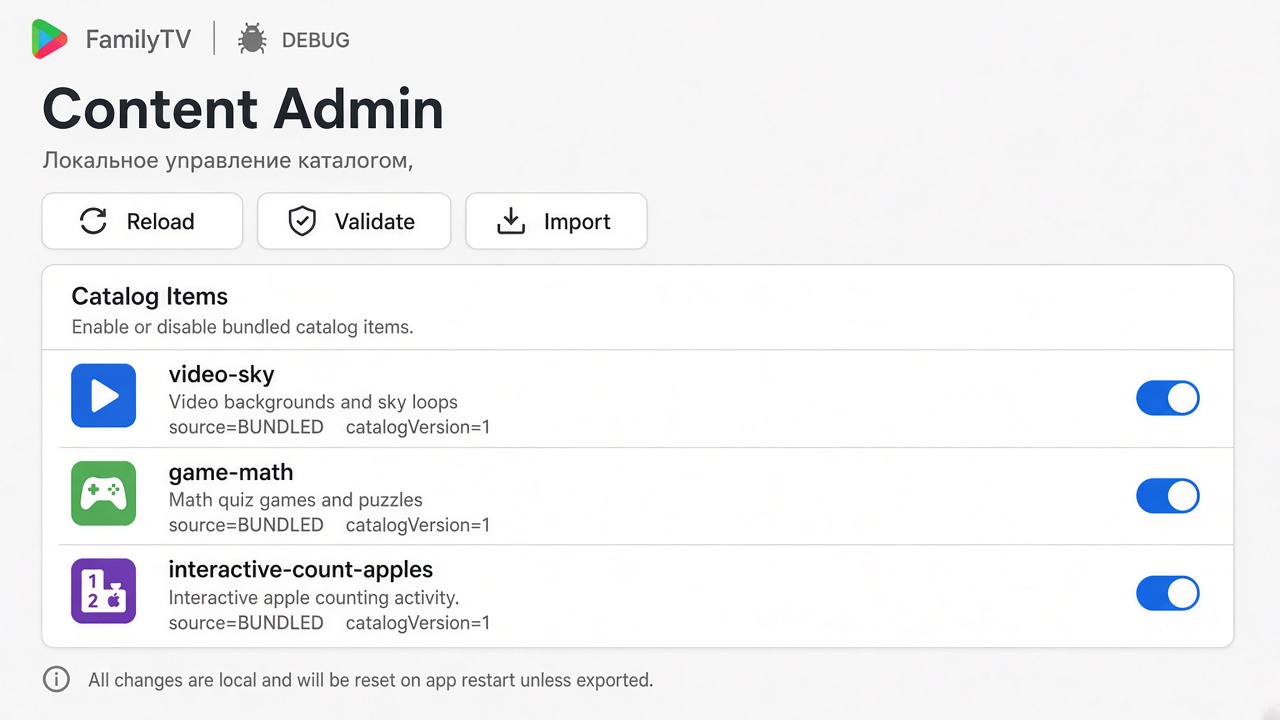 FamilyTV | DEBUG
Content Admin
Локальное управление каталогом,
Reload Validate Import
Catalog Items
Enable or disable bundled catalog items.
video-sky
Video backgrounds and sky loops
source=BUNDLED catalogVersion=1
game-math
Math quiz games and puzzles
source=BUNDLED catalogVersion=1
1
2
interactive-count-apples
Interactive apple counting activity.
source=BUNDLED catalogVersion=1
All changes are local and will be reset on app restart unless exported.